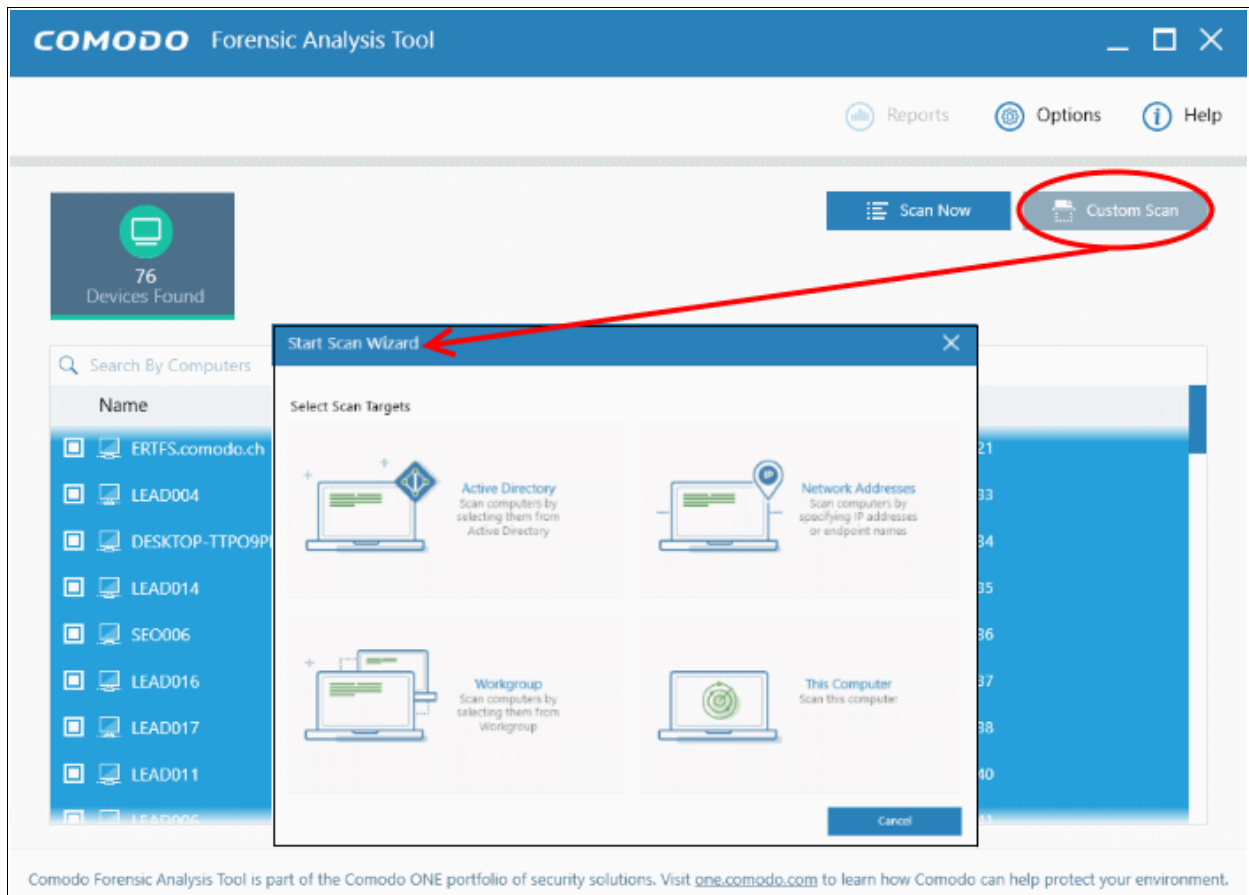 COMODO Forensic Analysis Tool
Reports
Options
Help
Scan Now
Custom Scan
76
Devices Found
Start Scan Wizard
Search By Computers
Name
Select Scan Targets
ERTFS.comodo.ch
21
LEAD004
33
34
LEAD014
35
SEO006
36
LEAD016
37
LEAD017
38
LEAD011
40
Active Directory
Scan computers by
selecting them from
Active Directory
Network Addresses
Scan computers by
specifying IP addresses
or endpoint names
Workgroup
Scan computers by
selecting them from
Workgroup
This Computer
Scan this computer
Cancel
Comodo Forensic Analysis Tool is part of the Comodo ONE portfolio of security solutions. Visit one.comodo.com to learn how Comodo can help protect your environment.